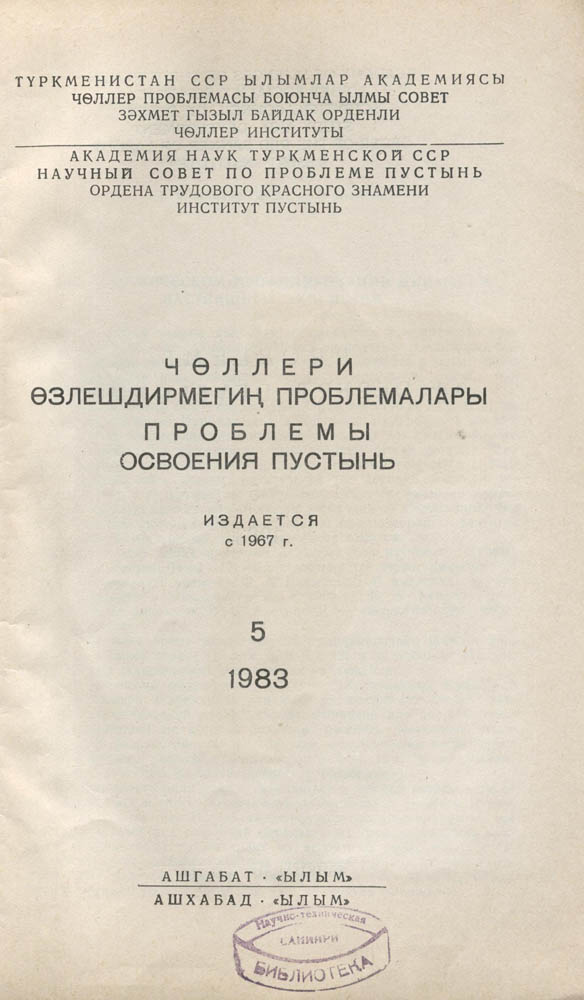 ТҮРКМЕНИСТАН ССР ЫЛЫМЛАР АКАДЕМИЯСЫ
ЧӨЛЛЕР ПРОБЛЕМАСЫ БОЮНЧА ЫЛМЫ СОВЕТ
ЗӘХМЕТ ГЫЗЫЛ БАЙДАК ОРДЕНЛИ
ЧӨЛЛЕР ИНСТИТУТЫ
АКАДЕМИЯ НАУК ТУРКМЕНСКОЙ ССР
НАУЧНЫЙ СОВЕТ ПО ПРОБЛЕМЕ ПУСТЫНЬ
ОРДЕНА ТРУДОВОГО КРАСНОГО ЗНАМЕНИ
ИНСТИТУТ ПУСТЫНЬ
ЧӨЛЛЕРИ
ӨЗЛЕШДИРМЕГИҢ ПРОБЛЕМАЛАРЫ
ПРОБЛЕМЫ
ОСВОЕНИЯ ПУСТЫНЬ
ИЗДАЕТСЯ
с 1967 г.
5
1983
АШГАБАТ · «ЫЛЫМ»
АШХАБАД · «ЫЛЫМ»
Научно-техническая
САНИИРИ
БИБЛИОТЕКА